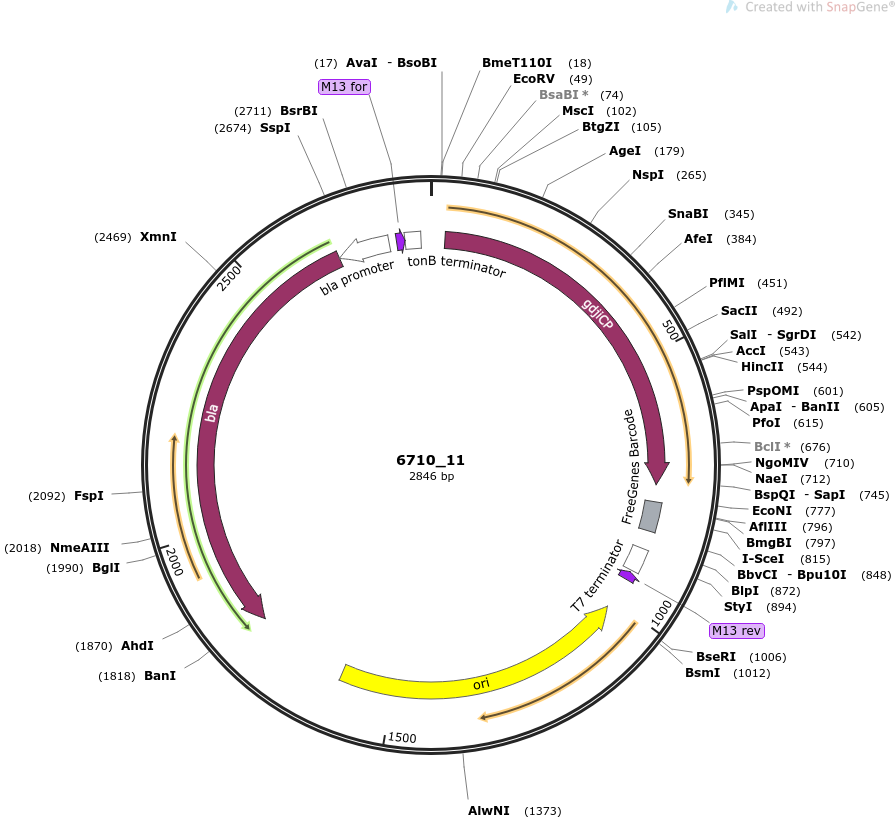 Created with SnapGene®
(17) AvaI - BsoBI
M13 for
(2711) BsrBI
(2674) SspI
(2469) XmnI
BmeT110I (18)
EcoRV (49)
BsaBI * (74)
MscI (102)
BtgZI (105)
AgeI (179)
NspI (265)
SnaBI (345)
AfeI (384)
PflMI (451)
SacII (492)
SalI - SgrDI (542)
AccI (543)
HincII (544)
PspOMI (601)
ApaI - BanII (605)
PfoI (615)
BclI * (676)
NgoMIV (710)
NaeI (712)
BspQI - SapI (745)
EcoNI (777)
AflIII (796)
BmgBI (797)
I-SceI (815)
BbvCI - Bpu10I (848)
BlpI (872)
StyI (894)
M13 rev
BseRI (1006)
BsmI (1012)
AlwNI (1373)
(2092) FspI
(2018) NmeAIII
(1990) BglI
(1870) AhdI
(1818) BanI
bla promoter
tonB terminator
gdjlCP
FreeGenes Barcode
T7 terminator
ori
bla
500
1000
1500
2000
2500
6710_11
2846 bp